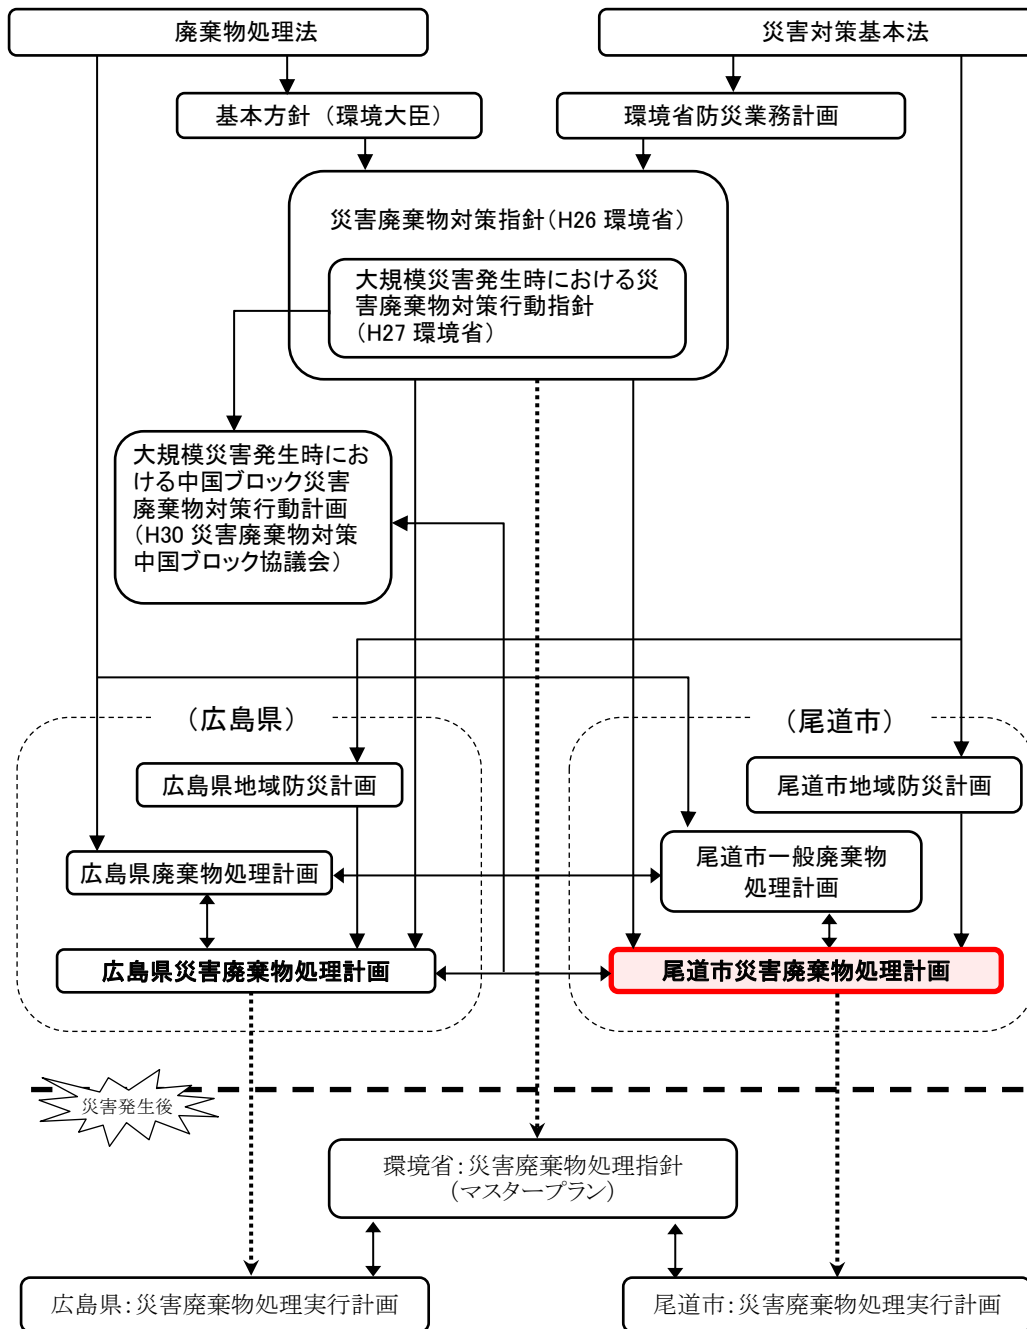 廃棄物処理法
災害対策基本法
基本方針（環境大臣）
環境省防災業務計画
災害廃棄物対策指針（H26 環境省）
大規模災害発生時における災
害廃棄物対策行動指針
（H27 環境省）
大規模災害発生時にお
ける中国ブロック災害
廃棄物対策行動計画
（H30 災害廃棄物対策
中国ブロック協議会）
（広島県）
（尾道市）
広島県地域防災計画
尾道市地域防災計画
広島県廃棄物処理計画
尾道市一般廃棄物
処理計画
広島県災害廃棄物処理計画
尾道市災害廃棄物処理計画
災害発生後
環境省：災害廃棄物処理指針
（マスタープラン）
広島県：災害廃棄物処理実行計画
尾道市：災害廃棄物処理実行計画